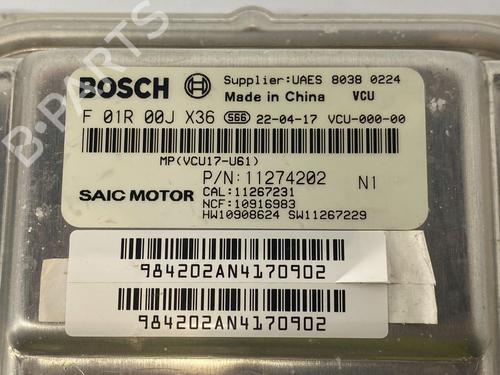 BOSCH Supplier:UAES 8038 0224
Made in China VCU
F 01R 00J X36 S66 22-04-17 VCU-000-00
MP(VCU17-U61)
P/N:11274202 N1
SAIC MOTOR CAL:11267231
NCF:10916983
HW10908624 SW11267229
984202AN4170902
984202AN4170902
B-PARTS